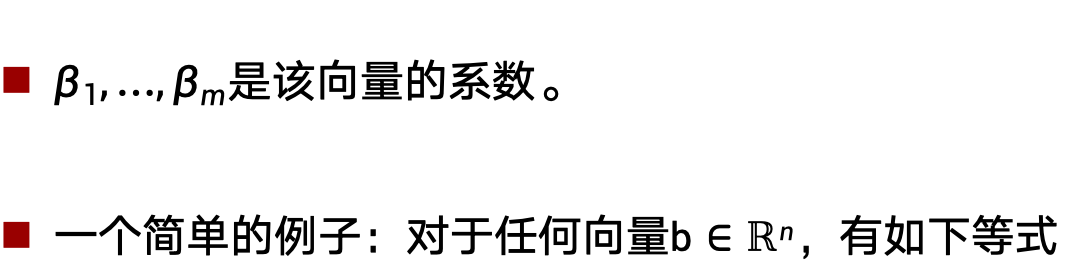 ■ β₁,…,βₘ是该向量的系数。
■ 一个简单的例子：对于任何向量b ∈ ℝⁿ，有如下等式